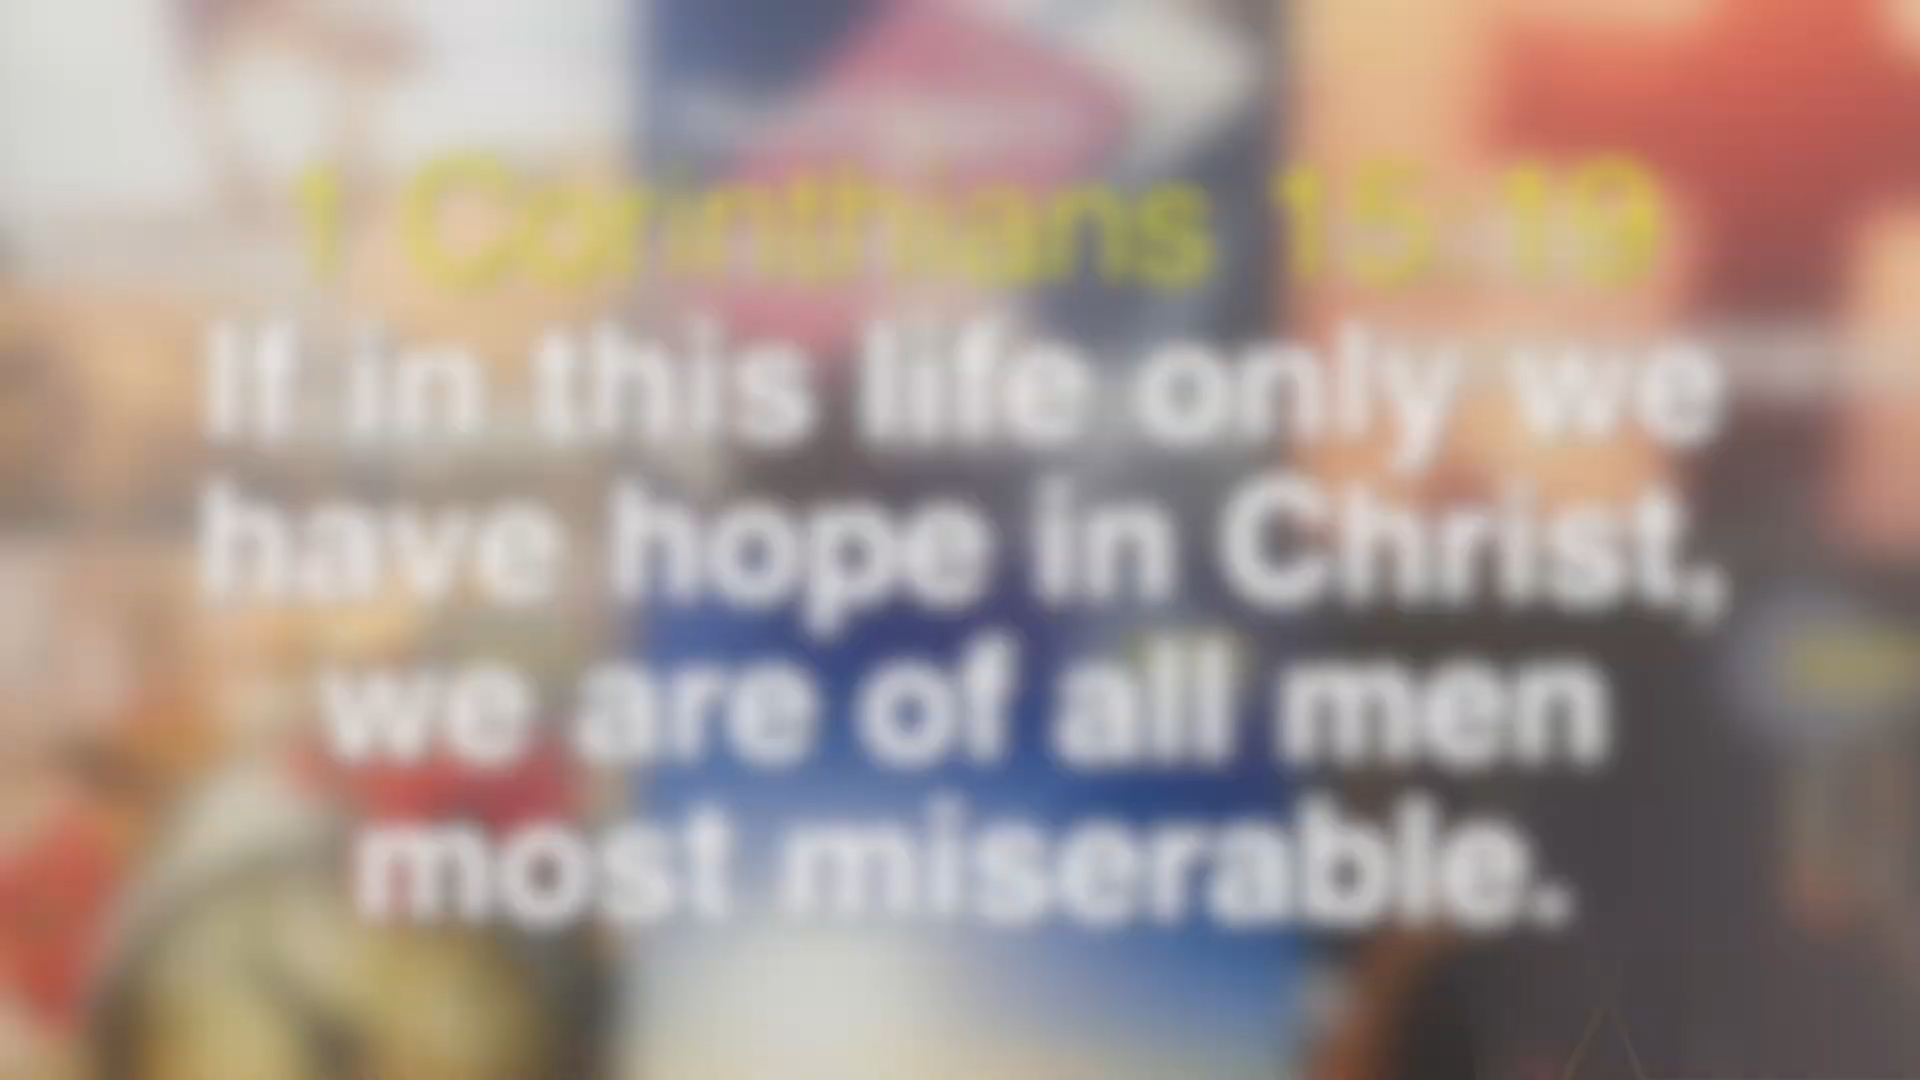 1 Corinthians 15:19
If in this life only we
have hope in Christ,
we are of all men
most miserable.